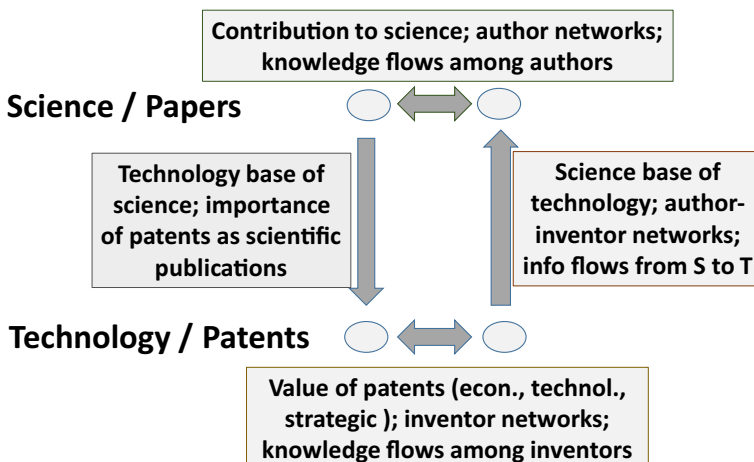 Contribution to science; author networks;
knowledge flows among authors
Science / Papers
Technology base of
science; importance
of patents as scientific
publications
Science base of
technology; author-
inventor networks;
info flows from S to T
Technology / Patents
Value of patents (econ., technol.,
strategic ); inventor networks;
knowledge flows among inventors